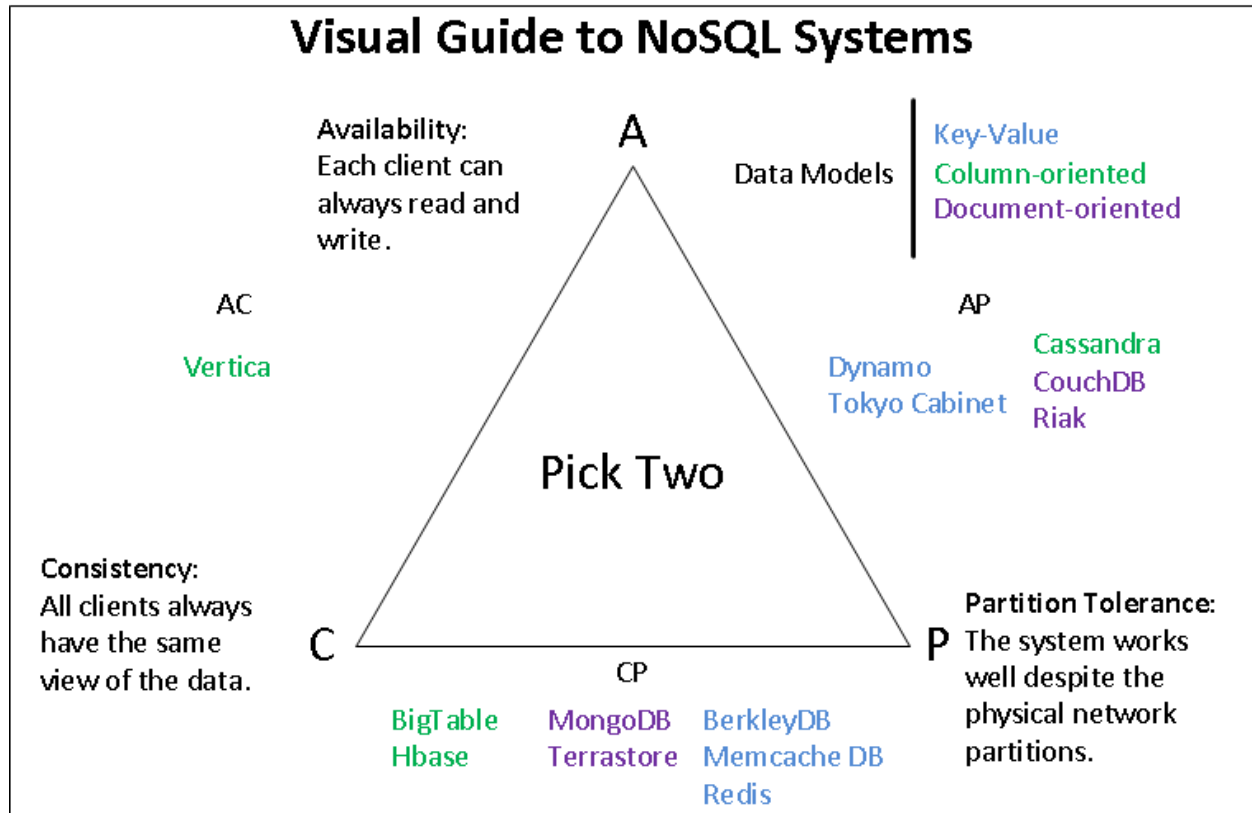 Visual Guide to NoSQL Systems
Availability:
Each client can
always read and
write.
A
Data Models
Key-Value
Column-oriented
Document-oriented
AC
Vertica
AP
Dynamo
Tokyo Cabinet
Cassandra
CouchDB
Riak
Pick Two
Consistency:
All clients always
have the same
view of the data.
C
P
Partition Tolerance:
The system works
well despite the
physical network
partitions.
CP
BigTable
Hbase
MongoDB
Terrastore
BerkleyDB
Memcache DB
Redis